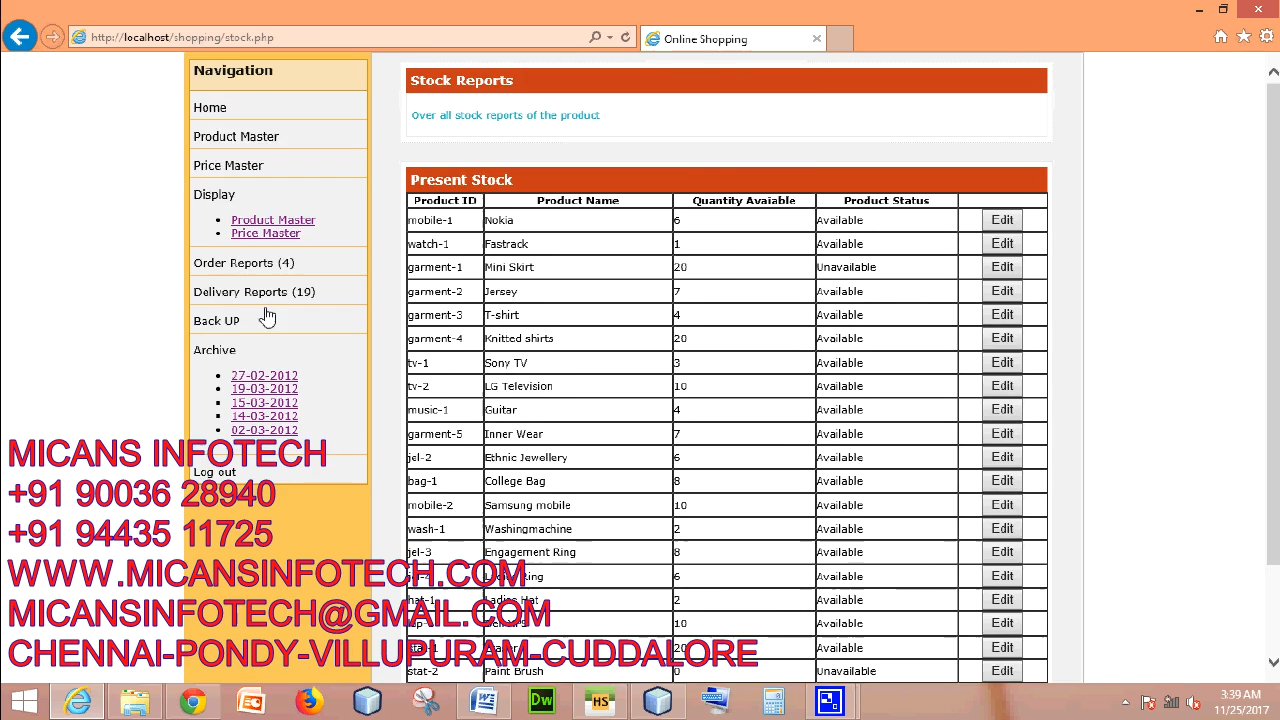 http://localhost/shopping/stock.php
Online Shopping
Navigation
Home
Product Master
Price Master
Display
Product Master
Price Master
Order Reports (4)
Delivery Reports (19)
Back UP
Archive
27-02-2012
19-03-2012
15-03-2012
14-03-2012
02-03-2012
Log out
Stock Reports
Over all stock reports of the product
Present Stock
Product ID Product Name Quantity Avaiable Product Status
mobile-1 Nokia 6 Available Edit
watch-1 Fastrack 1 Available Edit
garment-1 Mini Skirt 20 Unavailable Edit
garment-2 Jersey 7 Available Edit
garment-3 T-shirt 4 Available Edit
garment-4 Knitted shirts 20 Available Edit
tv-1 Sony TV 3 Available Edit
tv-2 LG Television 10 Available Edit
music-1 Guitar 4 Available Edit
garment-5 Inner Wear 7 Available Edit
jel-2 Ethnic Jewellery 6 Available Edit
bag-1 College Bag 8 Available Edit
mobile-2 Samsung mobile 10 Available Edit
wash-1 Washingmachine 2 Available Edit
jel-3 Engagement Ring 8 Available Edit
Ring 6 Available Edit
hat-1 Ladies Hat 2 Available Edit
10 Available Edit
20 Available Edit
stat-2 Paint Brush 0 Unavailable Edit
MICANS INFOTECH
+91 90036 28940
+91 94435 11725
WWW.MICANSINFOTECH.COM
MICANSINFOTECH@GMAIL.COM
CHENNAI-PONDY-VILLUPURAM-CUDDALORE
Dw
HS
3:39 AM
11/25/2017